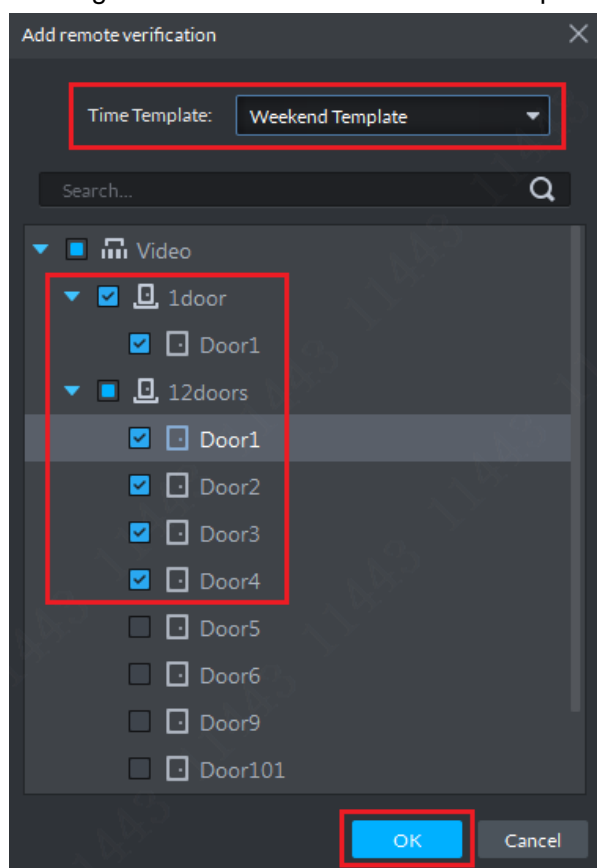 Add remote verification
Time Template: Weekend Template
Search...
Video
1door
Door1
12doors
Door1
Door2
Door3
Door4
Door5
Door6
Door9
Door101
OK Cancel